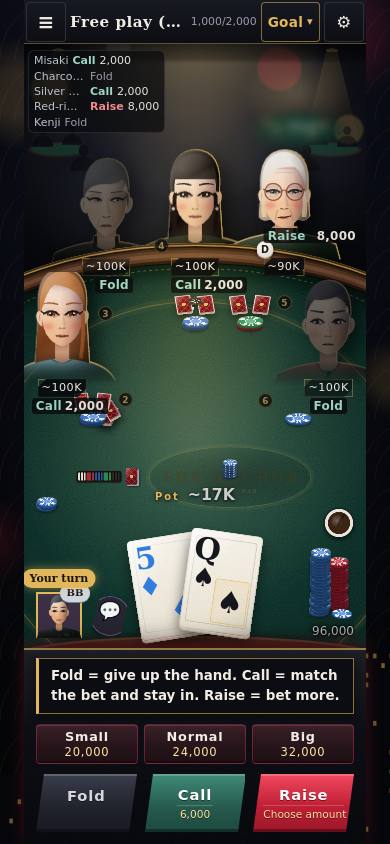 Free play (... 1,000/2,000 Goal ▾
Misaki Call 2,000
Charco... Fold
Silver ... Call 2,000
Red-ri... Raise 8,000
Kenji Fold
Raise 8,000
D
4
~100K
~100K
~90K
Fold
Call 2,000
5
3
~100K
~100K
Call 2,000
2
6
Fold
Pot ~17K
5
Q
Your turn
BB
96,000
Fold = give up the hand. Call = match
the bet and stay in. Raise = bet more.
Small
Normal
Big
20,000
24,000
32,000
Fold
Call
Raise
6,000
Choose amount